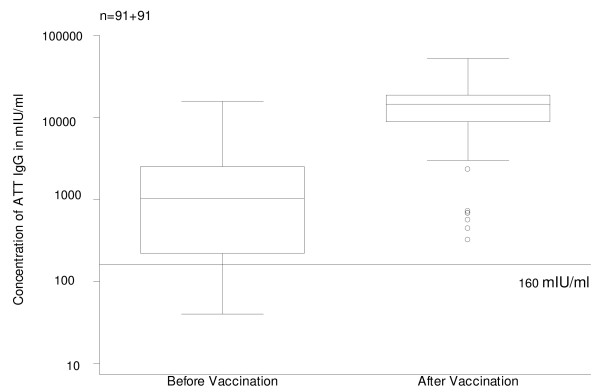 n=91+91
100000
10000
1000
100
10
Concentration of ATT IgG in mIU/ml
160 mIU/ml
Before Vaccination
After Vaccination